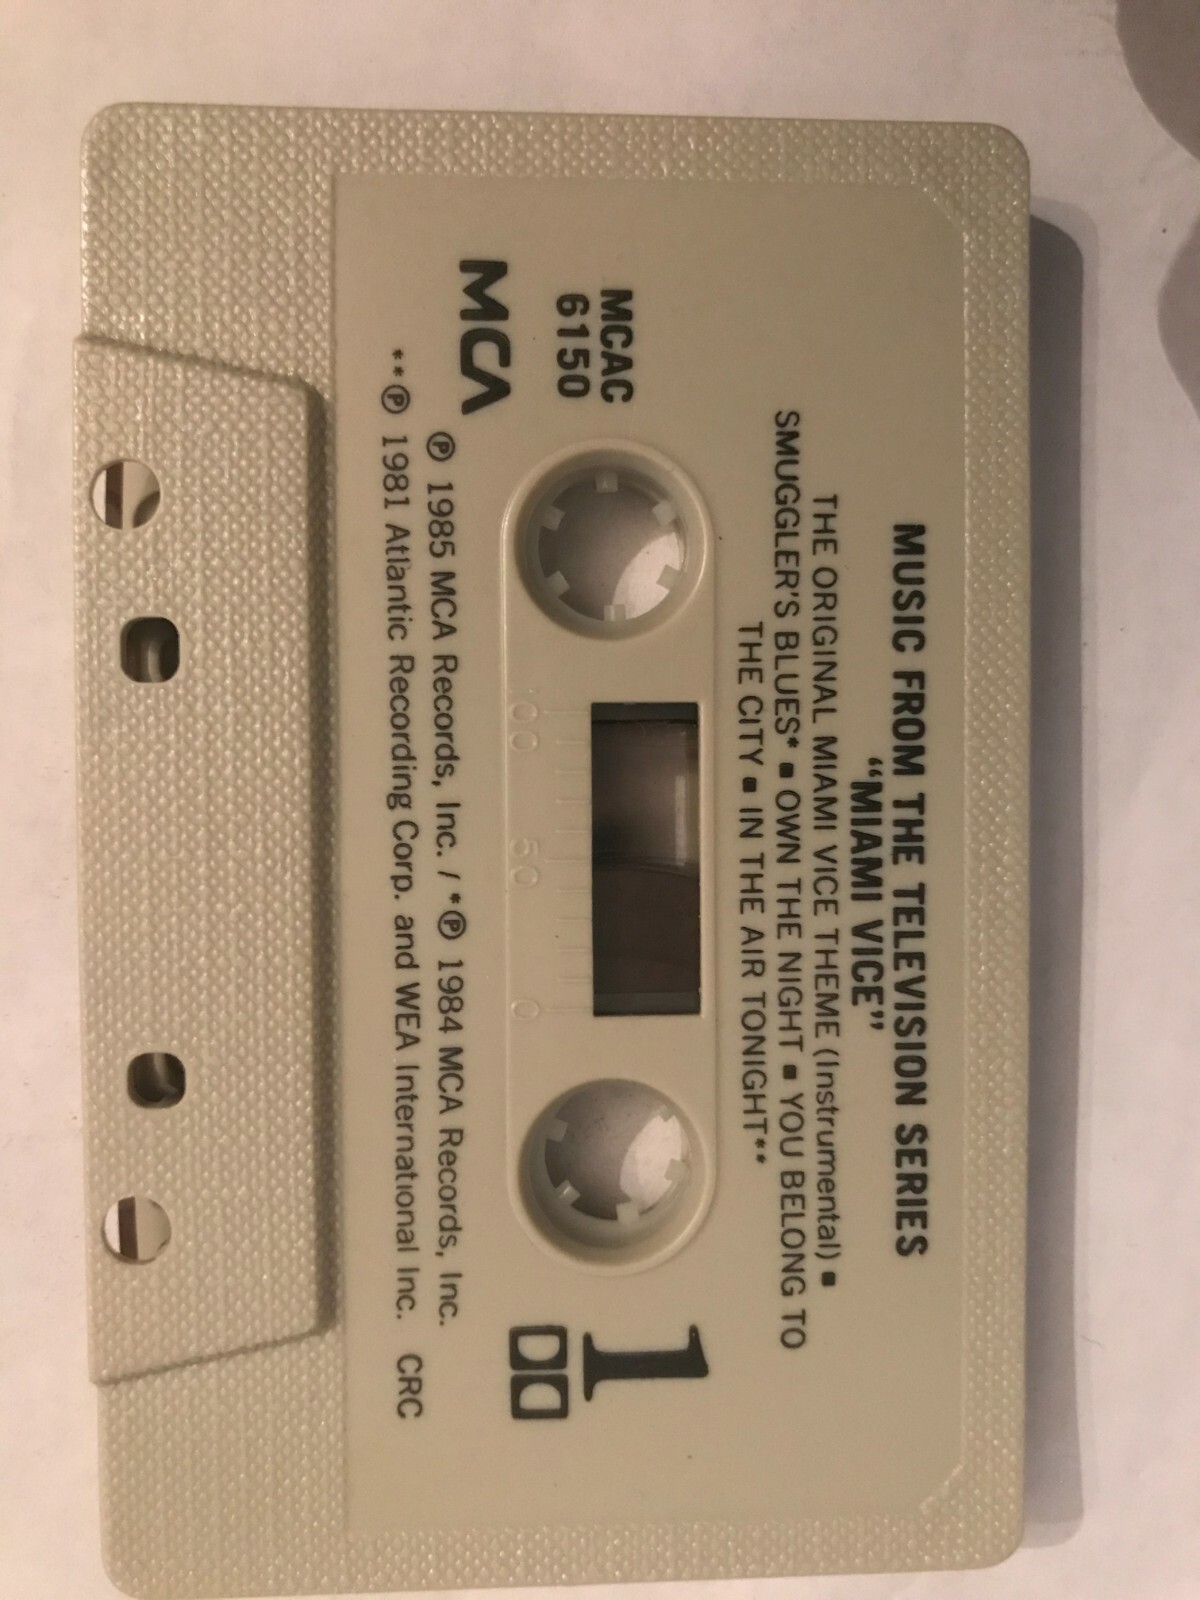 MUSIC FROM THE TELEVISION SERIES
“MIAMI VICE”
THE ORIGINAL MIAMI VICE THEME (Instrumental) ▪
SMUGGLER'S BLUES* ▪ OWN THE NIGHT ▪ YOU BELONG TO
THE CITY ▪ IN THE AIR TONIGHT**
MCAC
6150
1
100 50 0
MCA
℗ 1985 MCA Records, Inc. / *℗ 1984 MCA Records, Inc.
**℗ 1981 Atlantic Recording Corp. and WEA International Inc. CRC